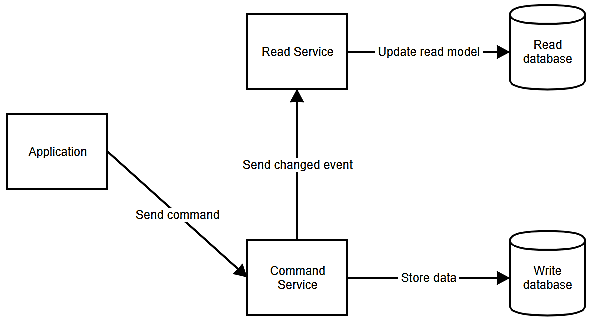 Read Service
Update read model
Read
database
Application
Send changed event
Send command
Command
Service
Store data
Write
database